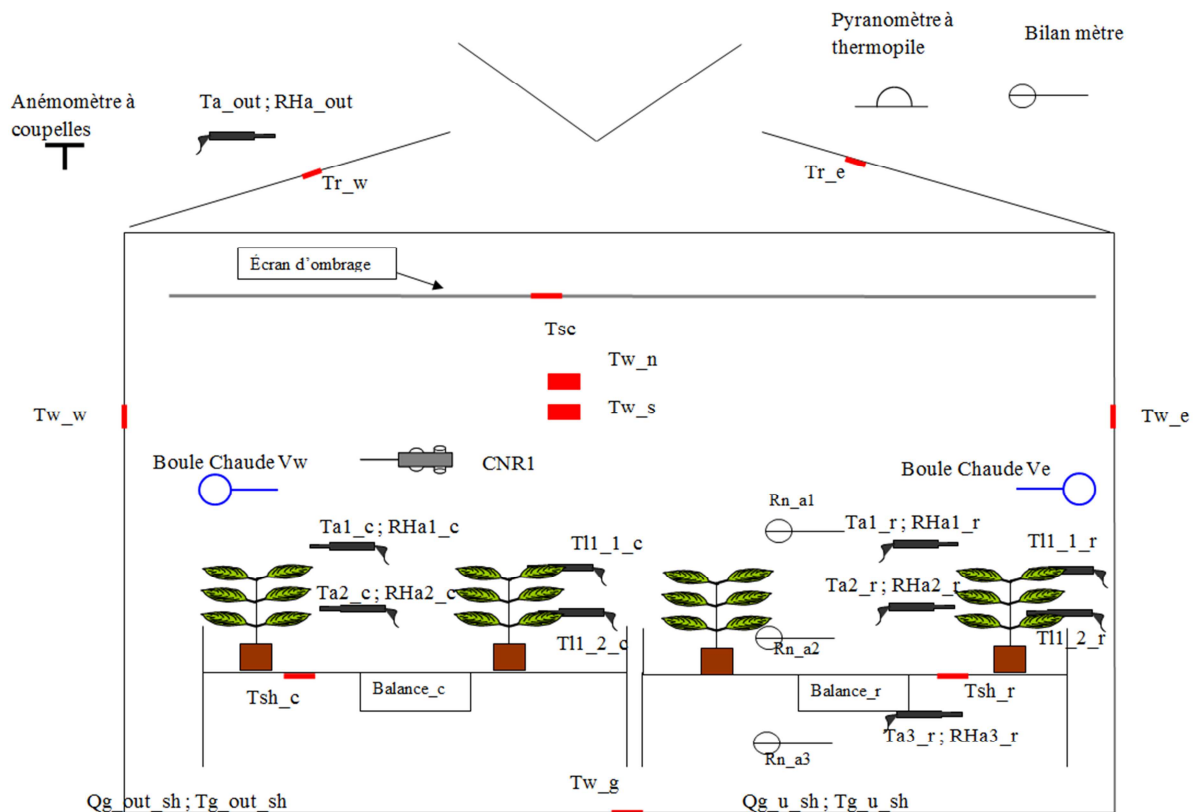 Pyranomètre à
thermopile
Bilan mètre
Anémomètre à
coupelles
Ta_out ; RHa_out
Tr_w
Tr_e
Écran d’ombrage
Tsc
Tw_n
Tw_s
Tw_w
Tw_e
Boule Chaude Vw
CNR1
Boule Chaude Ve
Rn_a1
Ta1_c ; RHa1_c
Tl1_1_c
Ta1_r ; RHa1_r
Tl1_1_r
Ta2_c ; RHa2_c
Ta2_r ; RHa2_r
Tl1_2_c
Rn_a2
Tl1_2_r
Tsh_c
Balance_c
Balance_r
Tsh_r
Ta3_r ; RHa3_r
Rn_a3
Tw_g
Qg_out_sh ; Tg_out_sh
Qg_u_sh ; Tg_u_sh